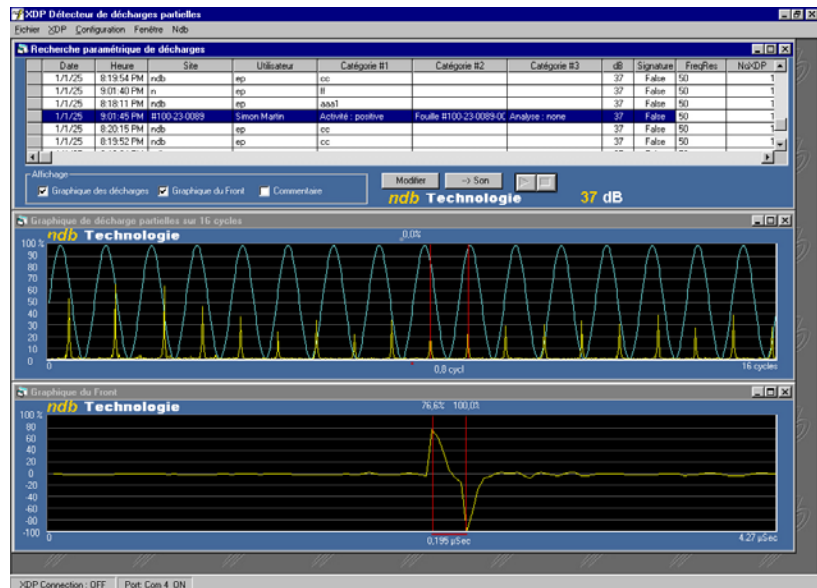 XDP Détecteur de décharges partielles
Fichier XDP Configuration Fenêtre Ndb
Recherche paramétrique de décharges
Date Heure Site Utilisateur Catégorie #1 Catégorie #2 Catégorie #3 dB Signature FreqRes NoXDP
1/1/25 8:19:54 PM ndb ep cc 37 False 50 1
1/1/25 9:01:40 PM n ep ff 37 False 50 1
1/1/25 8:18:11 PM ndb ep aaa1 37 False 50 1
1/1/25 9:01:45 PM #100-23-0089 Simon Martin Activité : positive Fouille #100-23-0089-00 Analyse : none 37 False 50 1
1/1/25 8:20:15 PM ndb ep cc 37 False 50 1
1/1/25 8:19:52 PM ndb ep cc 37 False 50 1
Affichage
Graphique des décharges Graphique du Front Commentaire
Modifier --> Son
ndb Technologie 37 dB
Graphique de décharge partielles sur 16 cycles
ndb Technologie 0,0%
100 %
90
80
70
60
50
40
30
20
10
0
0 0,8 cycl 16 cycles
Graphique du Front
ndb Technologie 76,6% 100,0%
100 %
80
60
40
20
0
-20
-40
-60
-80
-100
0 0,195 µSec 4.27 µSec
XDP Connection : OFF Port: Com 4 ON